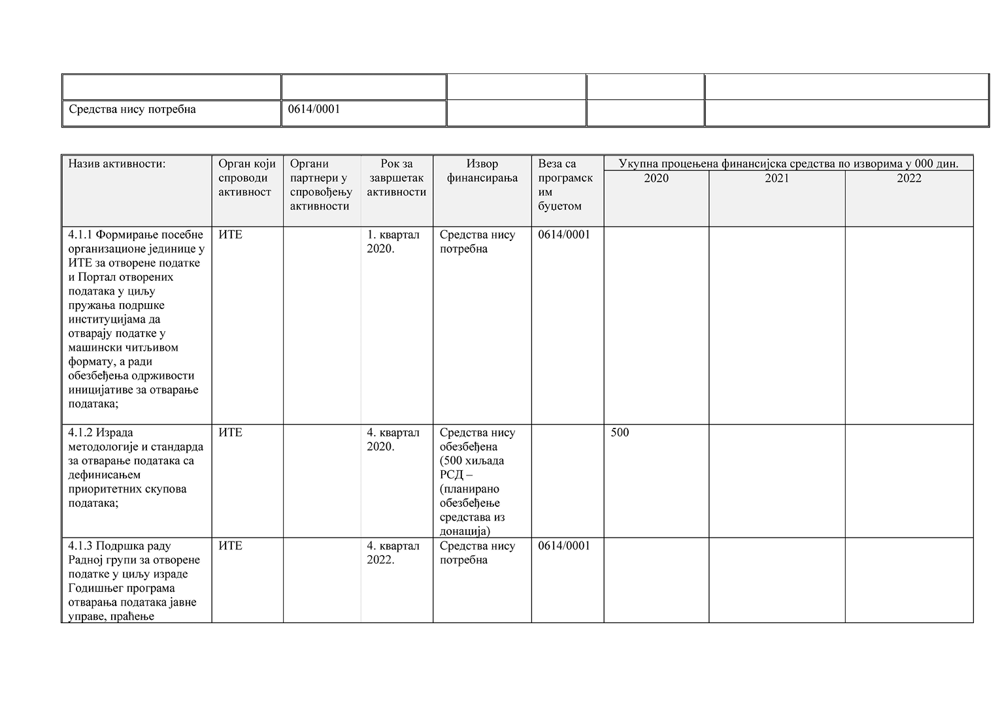 Средства нису потребна
0614/0001
Назив активности:
Орган који
спроводи
активност
Органи
партнери у
спровођењу
активности
Рок за
завршетак
активности
Извор
финансирања
Веза са
програмск
им
буџетом
Укупна процењена финансијска средства по изворима у 000 дин.
2020
2021
2022
4.1.1 Формирање посебне
организационе јединице у
ИТЕ за отворене податке
и Портал отворених
података у циљу
пружања подршке
институцијама да
отварају податке у
машински читљивом
формату, а ради
обезбеђења одрживости
иницијативе за отварање
података;
ИТЕ
1. квартал
2020.
Средства нису
потребна
0614/0001
4.1.2 Израда
методологије и стандарда
за отварање података са
дефинисањем
приоритетних скупова
података;
ИТЕ
4. квартал
2020.
Средства нису
обезбеђена
(500 хиљада
РСД –
(планирано
обезбеђење
средстава из
донација)
500
4.1.3 Подршка раду
Радној групи за отворене
податке у циљу израде
Годишњег програма
отварања података јавне
управе, праћење
ИТЕ
4. квартал
2022.
Средства нису
потребна
0614/0001